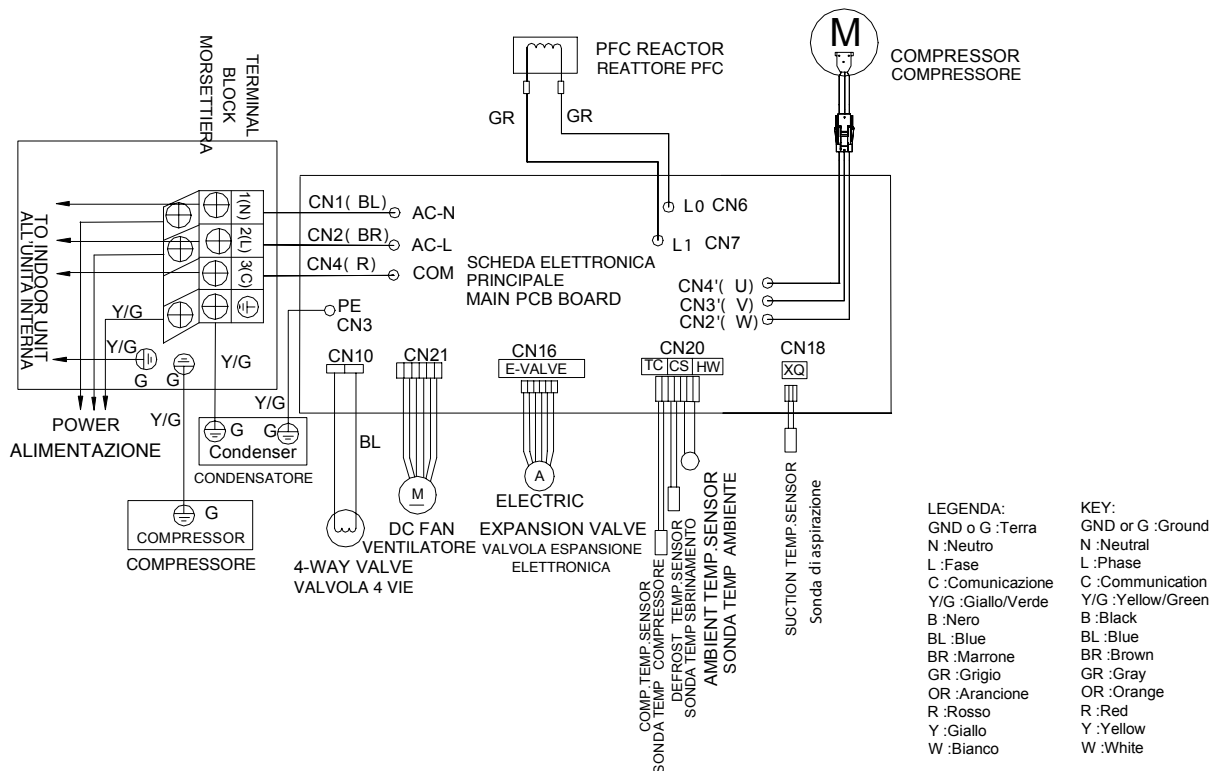 PFC REACTOR
REATTORE PFC
M
COMPRESSOR
COMPRESSORE
GR
GR
TERMINAL
BLOCK
MORSETTIERA
1(N)
2(L)
3(C)
CN1( BL)
AC-N
CN2( BR)
AC-L
CN4( R)
COM
PE
CN3
L0 CN6
L1 CN7
SCHEDA ELETTRONICA
PRINCIPALE
MAIN PCB BOARD
CN4'( U)
CN3'( V)
CN2'( W)
TO INDOOR UNIT
ALL'UNITA INTERNA
Y/G
Y/G
G
G
Y/G
Y/G
Y/G
POWER
ALIMENTAZIONE
G
G
Condenser
CONDENSATORE
G
COMPRESSOR
COMPRESSORE
CN10
BL
4-WAY VALVE
VALVOLA 4 VIE
CN21
M
DC FAN
VENTILATORE
CN16
E-VALVE
A
ELECTRIC
EXPANSION VALVE
VALVOLA ESPANSIONE
ELETTRONICA
CN20
TC
CS
HW
COMP.TEMP.SENSOR
SONDA TEMP COMPRESSORE
DEFROST TEMP.SENSOR
SONDA TEMP SBRINAMENTO
AMBIENT TEMP.SENSOR
SONDA TEMP AMBIENTE
CN18
XQ
SUCTION TEMP.SENSOR
Sonda di aspirazione
LEGENDA:
GND o G :Terra
N :Neutro
L :Fase
C :Comunicazione
Y/G :Giallo/Verde
B :Nero
BL :Blue
BR :Marrone
GR :Grigio
OR :Arancione
R :Rosso
Y :Giallo
W :Bianco
KEY:
GND or G :Ground
N :Neutral
L :Phase
C :Communication
Y/G :Yellow/Green
B :Black
BL :Blue
BR :Brown
GR :Gray
OR :Orange
R :Red
Y :Yellow
W :White